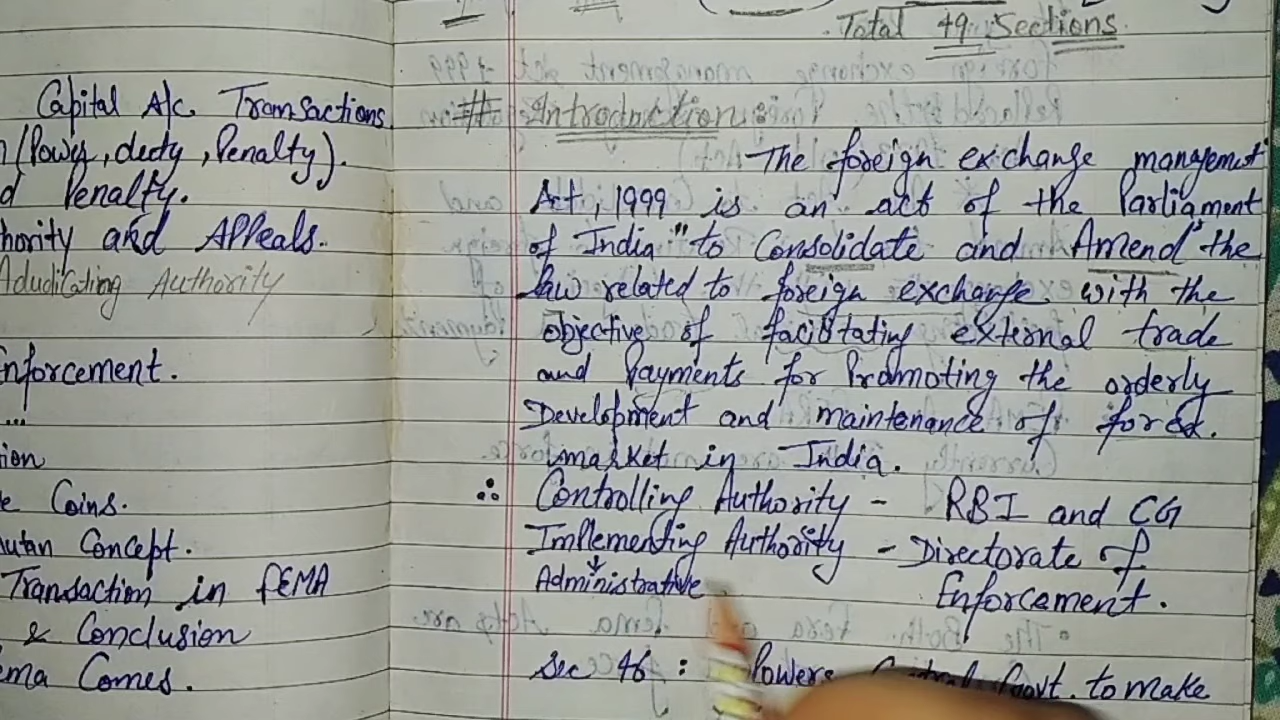 Capital A/c. Transactions
(Power, decty, Penalty).
d Penalty.
hority and Appeals.
Adudicating Authority
nforcement.
...
ion
e Coins.
Concept.
Transaction in FEMA
& Conclusion
ema Comes.
Total 49 Sections
# Introduction :
The foreign exchange managemet
Act, 1999 is an act of the Parliament
of India "to Consolidate and Amend" the
law related to foreign exchange with the
objective of facilitating external trade
and Payments for Promoting the orderly
Development and maintenance of forex.
market in India.
∴ Controlling Authority - RBI and CG
Implementing Authority - Directorate of
Administrative Enforcement.
Sec 46 : Powers Central Govt. to make